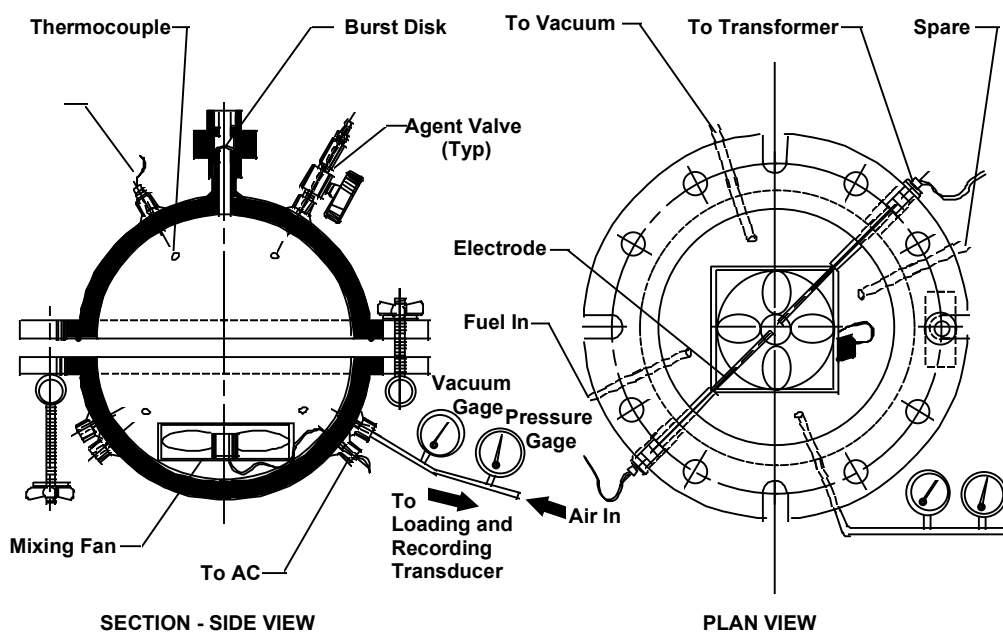 Thermocouple
Burst Disk
Agent Valve
(Typ)
Vacuum
Gage
Pressure
Gage
To
Loading and
Recording
Transducer
Air In
Mixing Fan
To AC
SECTION - SIDE VIEW
To Vacuum
To Transformer
Spare
Electrode
Fuel In
PLAN VIEW